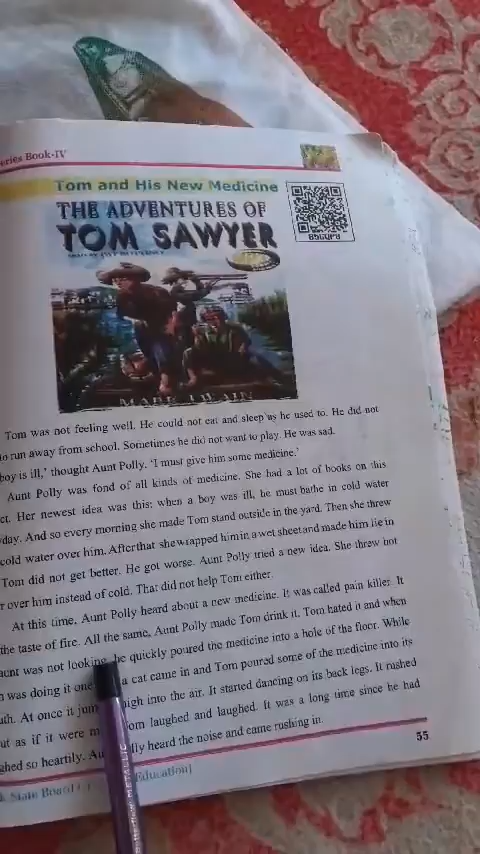 eries Book-IV
Tom and His New Medicine
THE ADVENTURES OF
TOM SAWYER
MARK TWAIN
Tom was not feeling well. He could not eat and sleep as he used to. He did not
to run away from school. Sometimes he did not want to play. He was sad.
boy is ill,' thought Aunt Polly. 'I must give him some medicine.'
Aunt Polly was fond of all kinds of medicine. She had a lot of books on this
ct. Her newest idea was this: when a boy was ill, he must bathe in cold water
day. And so every morning she made Tom stand outside in the yard. Then she threw
cold water over him. After that she wrapped him in a wet sheet and made him lie in
Tom did not get better. He got worse. Aunt Polly tried a new idea. She threw hot
r over him instead of cold. That did not help Tom either.
At this time, Aunt Polly heard about a new medicine. It was called pain killer. It
the taste of fire. All the same, Aunt Polly made Tom drink it. Tom hated it and when
aunt was not looking, he quickly poured the medicine into a hole of the floor. While
was doing it one a cat came in and Tom poured some of the medicine into its
uth. At once it jum igh into the air. It started dancing on its back legs. It rushed
ut as if it were m om laughed and laughed. It was a long time since he had
ghed so heartily. Au lly heard the noise and came rushing in.
55
State Board Education]
METALLIC